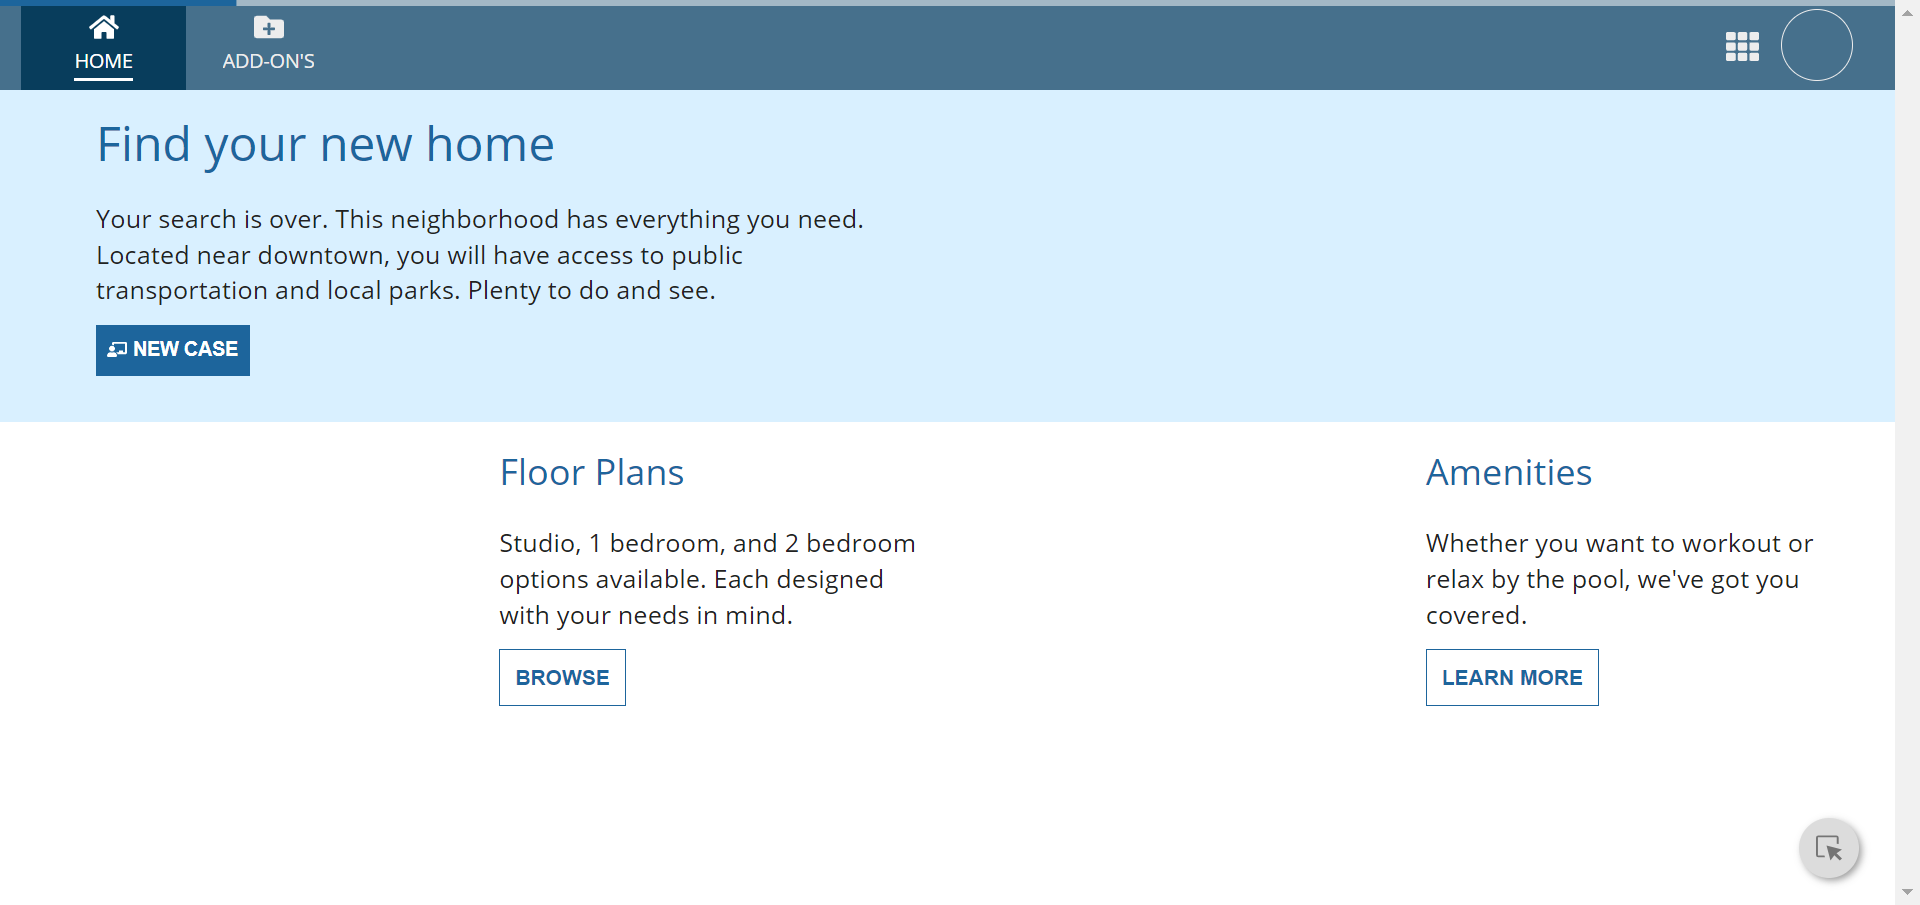 HOME
ADD-ON'S
Find your new home
Your search is over. This neighborhood has everything you need.
Located near downtown, you will have access to public
transportation and local parks. Plenty to do and see.
NEW CASE
Floor Plans
Studio, 1 bedroom, and 2 bedroom
options available. Each designed
with your needs in mind.
BROWSE
Amenities
Whether you want to workout or
relax by the pool, we've got you
covered.
LEARN MORE